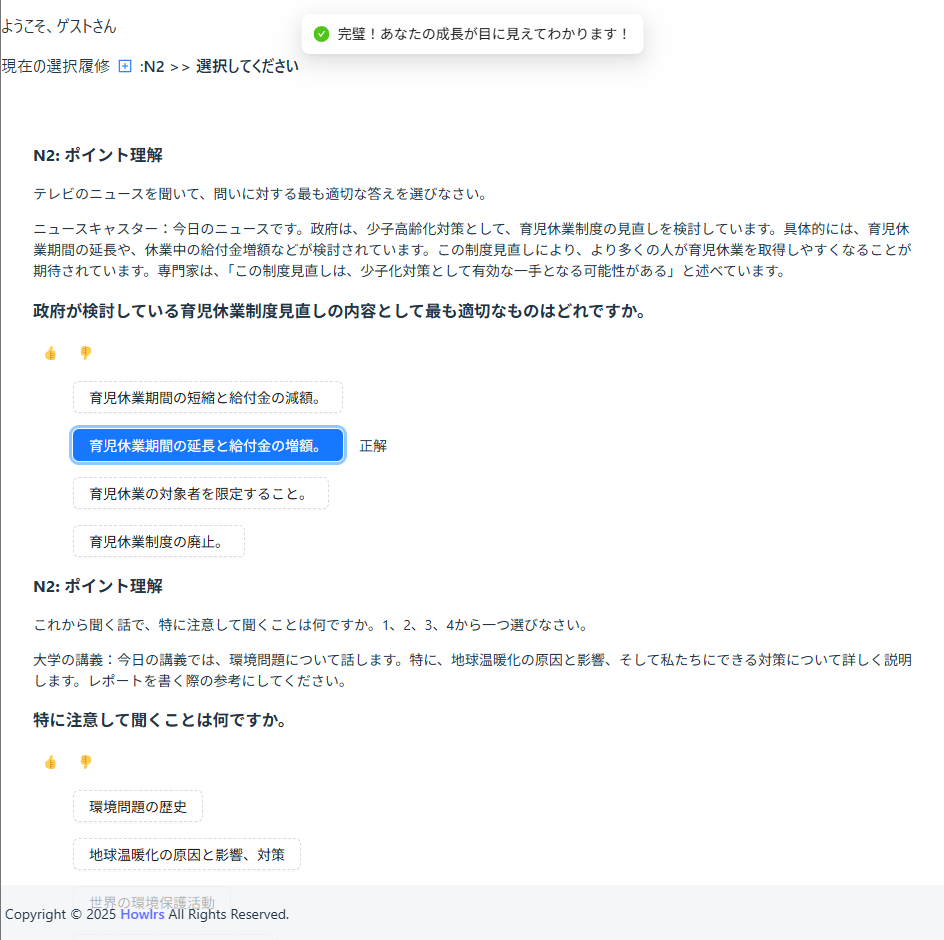 ようこそ、ゲストさん
完璧！あなたの成長が目に見えてわかります！
現在の選択履修 :N2 >> 選択してください
N2: ポイント理解
テレビのニュースを聞いて、問いに対する最も適切な答えを選びなさい。
ニュースキャスター：今日のニュースです。政府は、少子高齢化対策として、育児休業制度の見直しを検討しています。具体的には、育児休
業期間の延長や、休業中の給付金増額などが検討されています。この制度見直しにより、より多くの人が育児休業を取得しやすくなることが
期待されています。専門家は、「この制度見直しは、少子化対策として有効な一手となる可能性がある」と述べています。
政府が検討している育児休業制度見直しの内容として最も適切なものはどれですか。
育児休業期間の短縮と給付金の減額。
育児休業期間の延長と給付金の増額。 正解
育児休業の対象者を限定すること。
育児休業制度の廃止。
N2: ポイント理解
これから聞く話で、特に注意して聞くことは何ですか。1、2、3、4から一つ選びなさい。
大学の講義：今日の講義では、環境問題について話します。特に、地球温暖化の原因と影響、そして私たちにできる対策について詳しく説明
します。レポートを書く際の参考にしてください。
特に注意して聞くことは何ですか。
環境問題の歴史
地球温暖化の原因と影響、対策
世界の環境保護活動
Copyright © 2025 Howlrs All Rights Reserved.